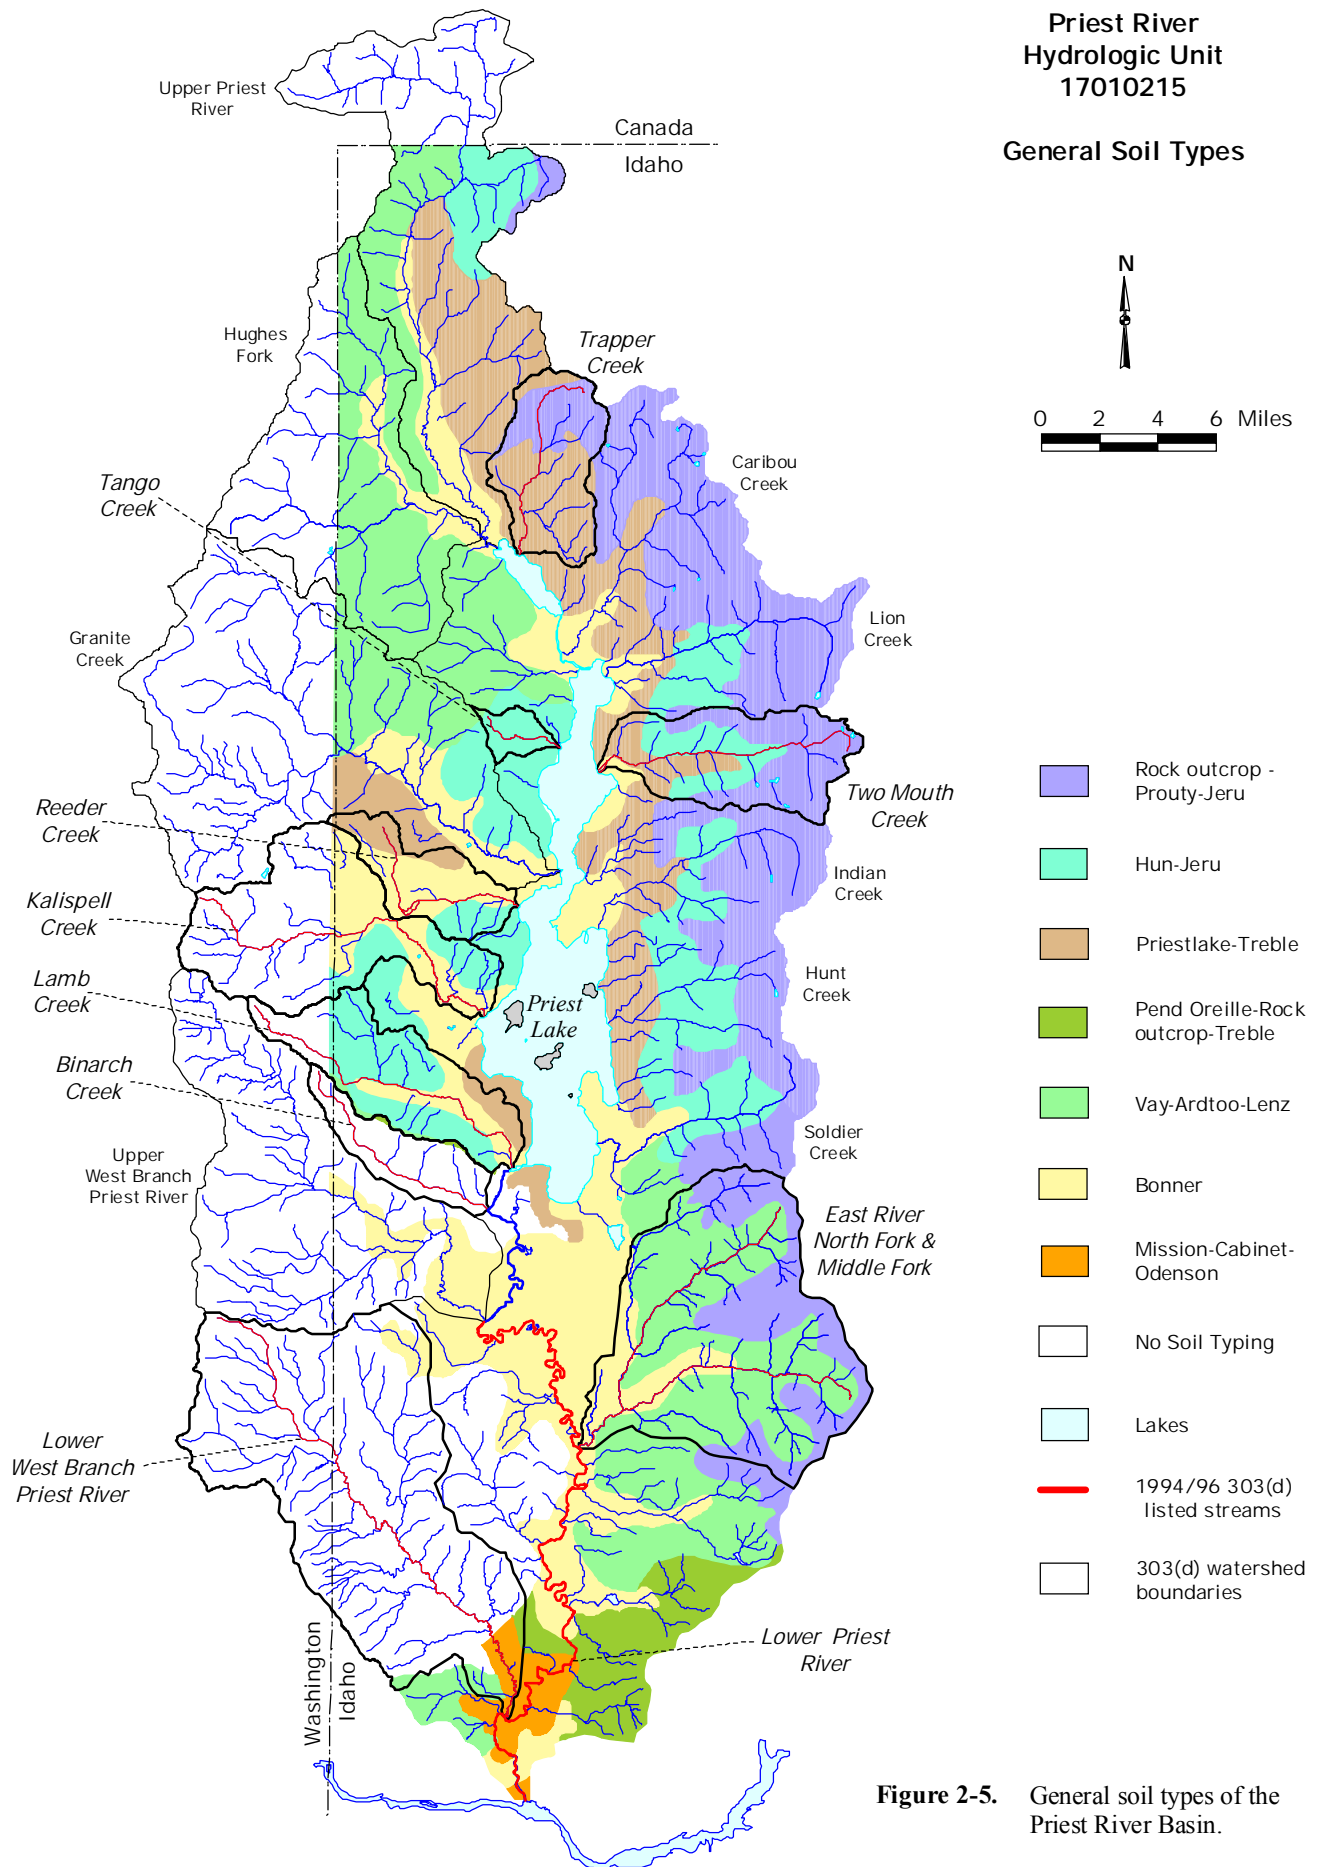 Priest River
Hydrologic Unit
17010215
General Soil Types
Upper Priest
River
Canada
Idaho
N
Hughes
Fork
Trapper
Creek
0 2 4 6 Miles
Caribou
Creek
Tango
Creek
Lion
Creek
Granite
Creek
Two Mouth
Creek
Reeder
Creek
Indian
Creek
Kalispell
Creek
Hunt
Creek
Lamb
Creek
Priest
Lake
Binarch
Creek
Soldier
Creek
Upper
West Branch
Priest River
East River
North Fork &
Middle Fork
Lower
West Branch
Priest River
Lower Priest
River
Washington
Idaho
Rock outcrop -
Prouty-Jeru
Hun-Jeru
Priestlake-Treble
Pend Oreille-Rock
outcrop-Treble
Vay-Ardtoo-Lenz
Bonner
Mission-Cabinet-
Odenson
No Soil Typing
Lakes
1994/96 303(d)
listed streams
303(d) watershed
boundaries
Figure 2-5. General soil types of the
Priest River Basin.